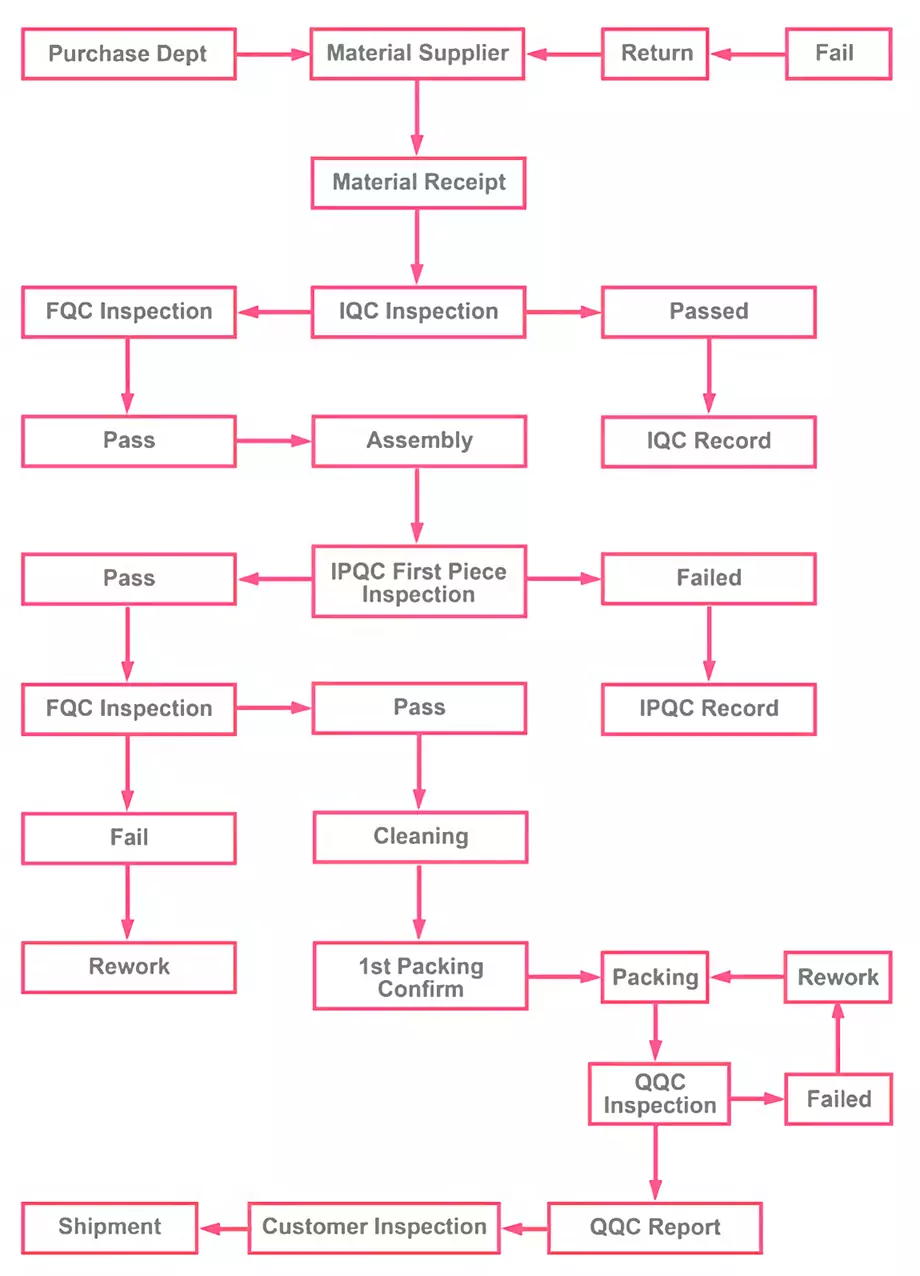 Purchase Dept
Material Supplier
Return
Fail
Material Receipt
FQC Inspection
IQC Inspection
Passed
Pass
Assembly
IQC Record
Pass
IPQC First Piece
Inspection
Failed
FQC Inspection
Pass
IPQC Record
Fail
Cleaning
Rework
1st Packing
Confirm
Packing
Rework
QQC
Inspection
Failed
Shipment
Customer Inspection
QQC Report